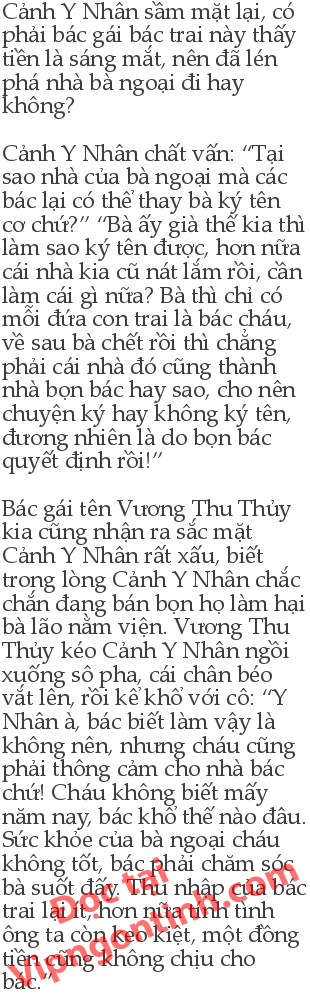 Cảnh Y Nhân sầm mặt lại, có
phải bác gái bác trai này thấy
tiền là sáng mắt, nên đã lén
phá nhà bà ngoại đi hay
không?

Cảnh Y Nhân chất vấn: “Tại
sao nhà của bà ngoại mà các
bác lại có thể thay bà ký tên
cơ chứ?” “Bà ấy già thế kia thì
làm sao ký tên được, hơn nữa
cái nhà kia cũ nát lắm rồi, cần
làm cái gì nữa? Bà thì chỉ có
mỗi đứa con trai là bác cháu,
về sau bà chết rồi thì chẳng
phải cái nhà đó cũng thành
nhà bọn bác hay sao, cho nên
chuyện ký hay không ký tên,
đương nhiên là do bọn bác
quyết định rồi!”

Bác gái tên Vương Thu Thủy
kia cũng nhận ra sắc mặt
Cảnh Y Nhân rất xấu, biết
trong lòng Cảnh Y Nhân chắc
chắn đang bán bọn họ làm hại
bà lão nằm viện. Vương Thu
Thủy kéo Cảnh Y Nhân ngồi
xuống sô pha, cái chân béo
vắt lên, rồi kể khổ với cô: “Y
Nhân à, bác biết làm vậy là
không nên, nhưng cháu cũng
phải thông cảm cho nhà bác
chứ! Cháu không biết mấy
năm nay, bác khổ thế nào đâu.
Sức khỏe của bà ngoại cháu
không tốt, bác phải chăm sóc
bà suốt đấy. Thu nhập của bác
trai lại ít, hơn nữa tính tình
ông ta còn keo kiệt, một đồng
tiền cũng không chịu cho
bác.”
Đọc tại
Vipngontinh.com